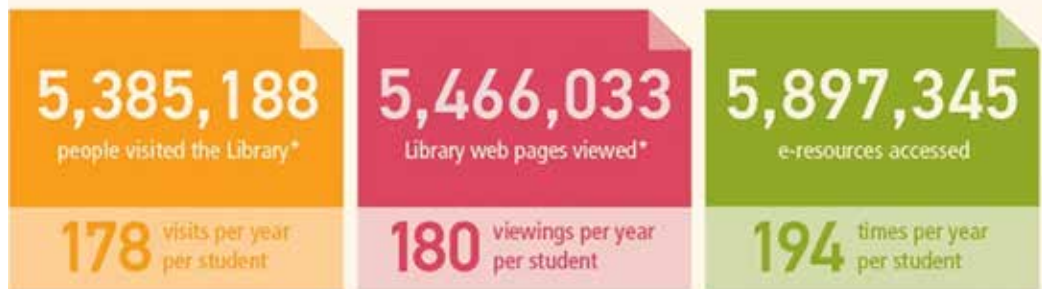 5,385,188
people visited the Library*
178 visits per year
per student
5,466,033
Library web pages viewed*
180 viewings per year
per student
5,897,345
e-resources accessed
194 times per year
per student